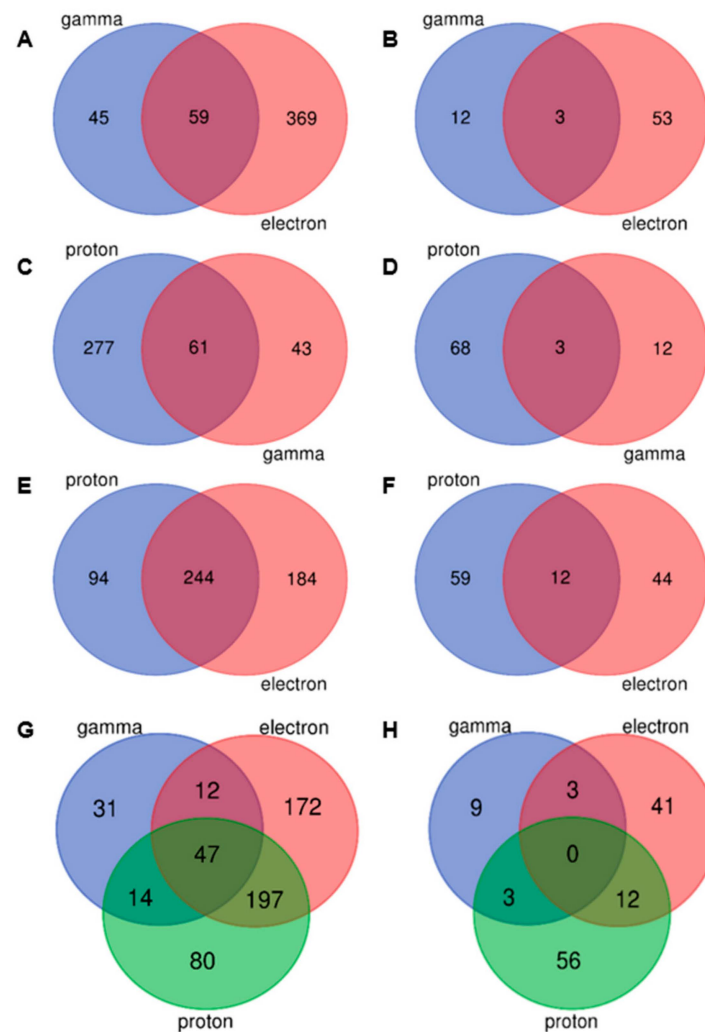 A gamma 45 59 369 electron
B gamma 12 3 53 electron
C proton 277 61 43 gamma
D proton 68 3 12 gamma
E proton 94 244 184 electron
F proton 59 12 44 electron
G gamma electron
31 12 172
47
14 197
80
proton
H gamma electron
9 3 41
0
3 12
56
proton